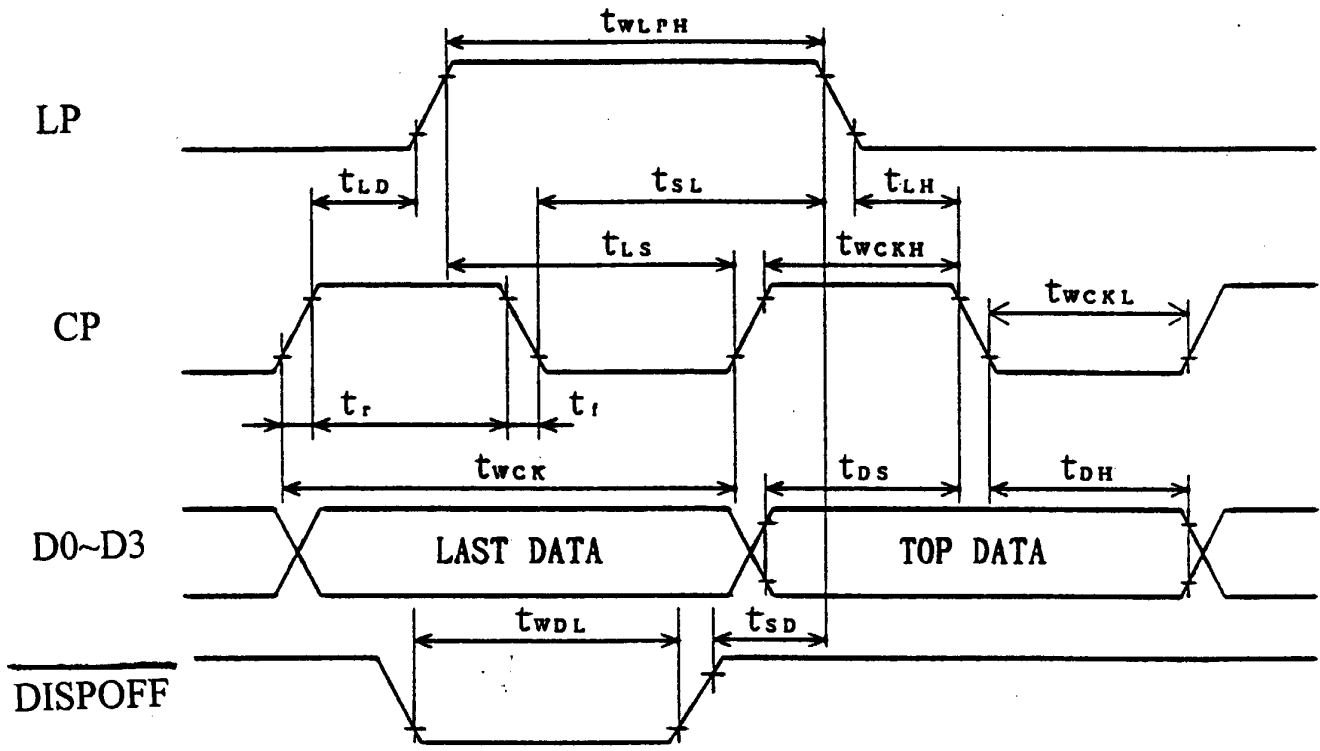 tWLPH
LP
tLD
tSL
tLH
tLS
tWCKH
CP
tWCKL
tr
tf
tWCK
tDS
tDH
D0~D3
LAST DATA
TOP DATA
tWDL
tSD
DISPOFF